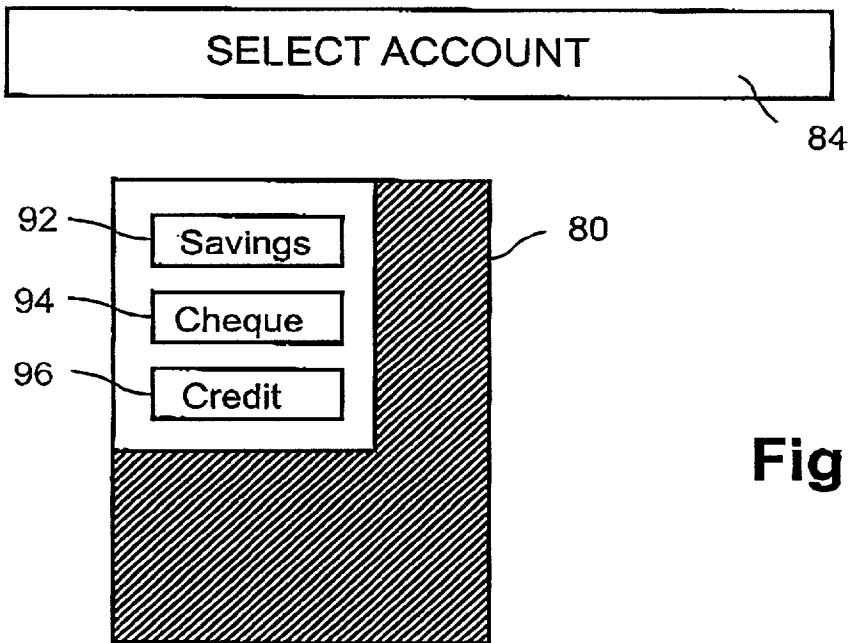 SELECT ACCOUNT
84
92
Savings
80
94
Cheque
96
Credit
Fig